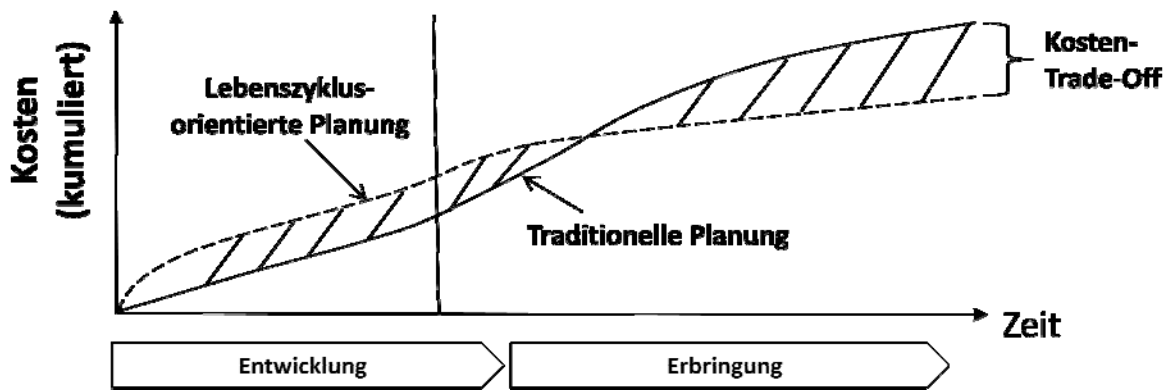 Kosten
(kumuliert)
Lebenszyklus-
orientierte Planung
Traditionelle Planung
Kosten-
Trade-Off
Zeit
Entwicklung
Erbringung